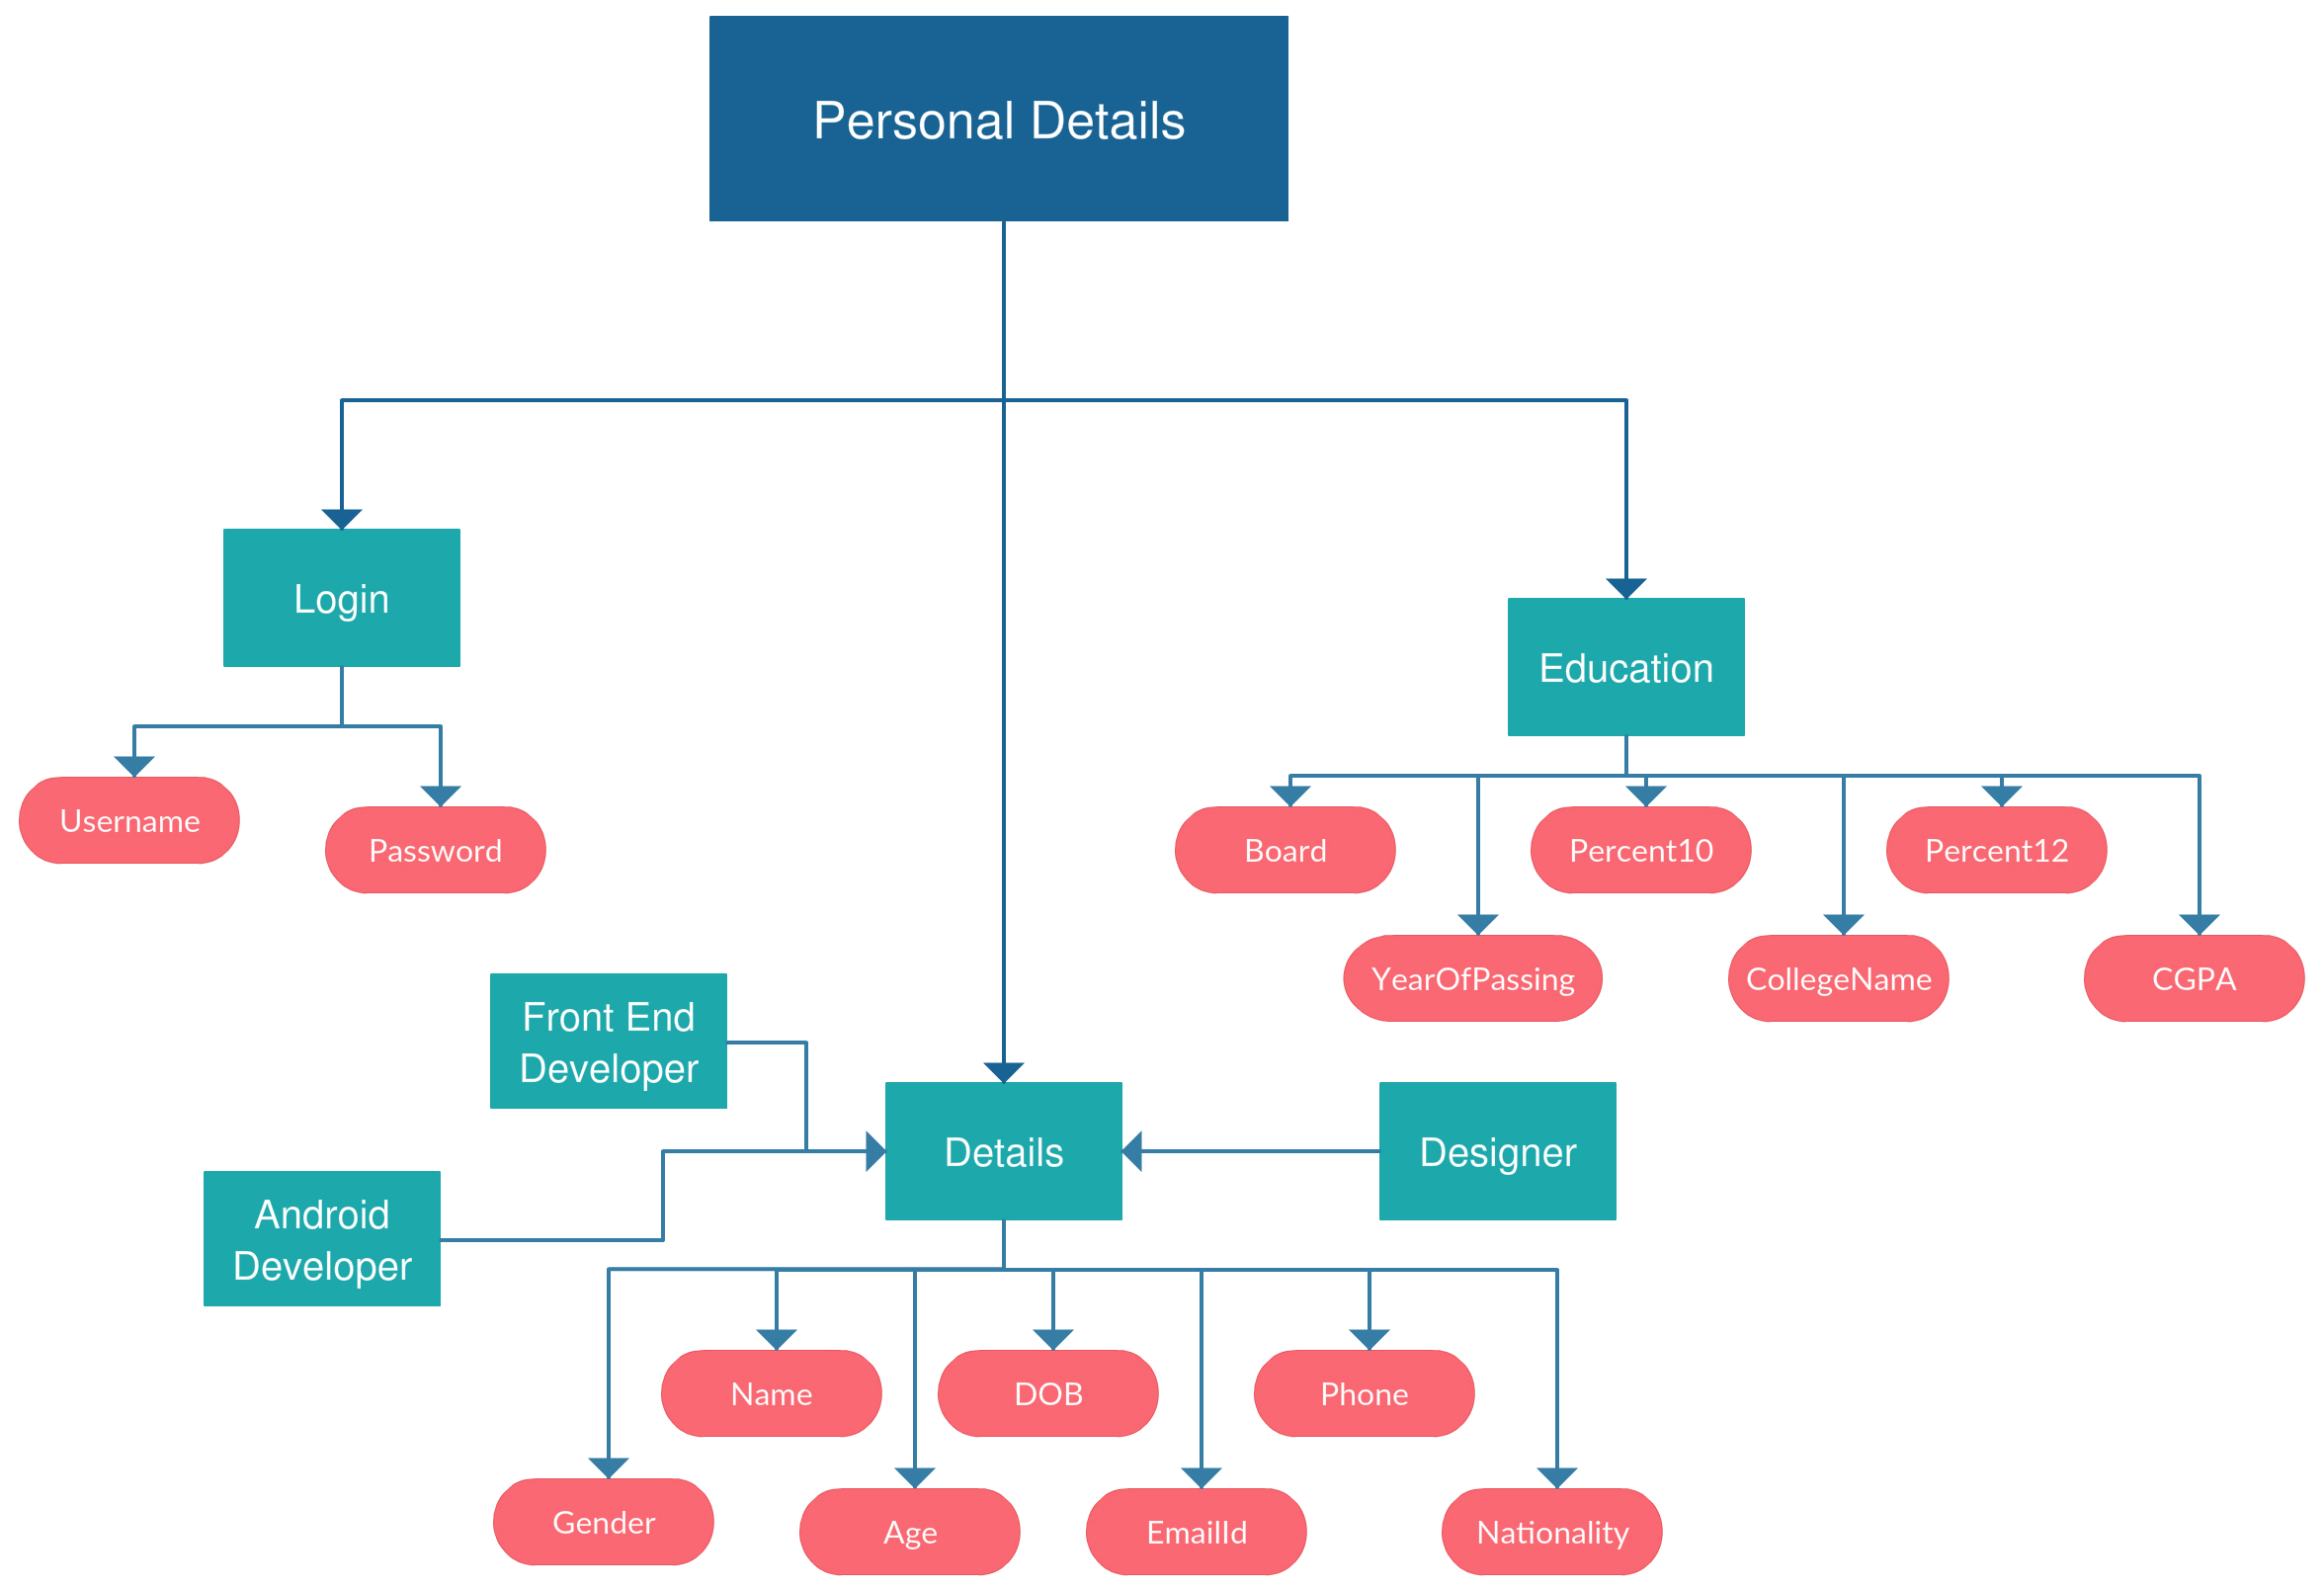 Personal Details
Login
Education
Username
Password
Board
Percent10
Percent12
YearOfPassing
CollegeName
CGPA
Front End
Developer
Details
Designer
Android
Developer
Name
DOB
Phone
Gender
Age
EmailId
Nationality